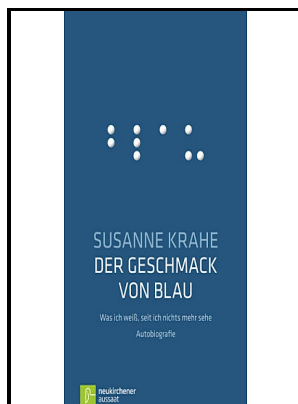 ⠃⠇⠁⠥
SUSANNE KRAHE
DER GESCHMACK
VON BLAU
Was ich weiß, seit ich nichts mehr sehe
Autobiografie
neukirchener
aussaat